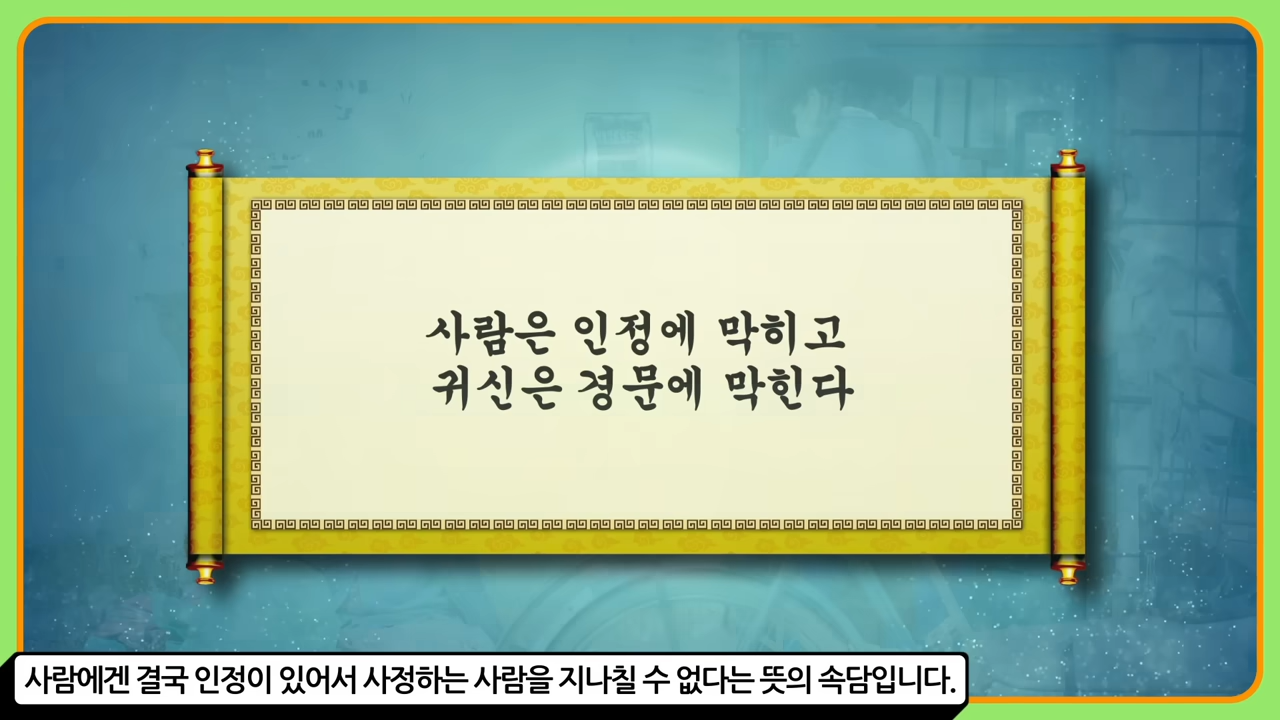 사람은 인정에 막히고
귀신은 경문에 막힌다
사람에겐 결국 인정이 있어서 사정하는 사람을 지나칠 수 없다는 뜻의 속담입니다.